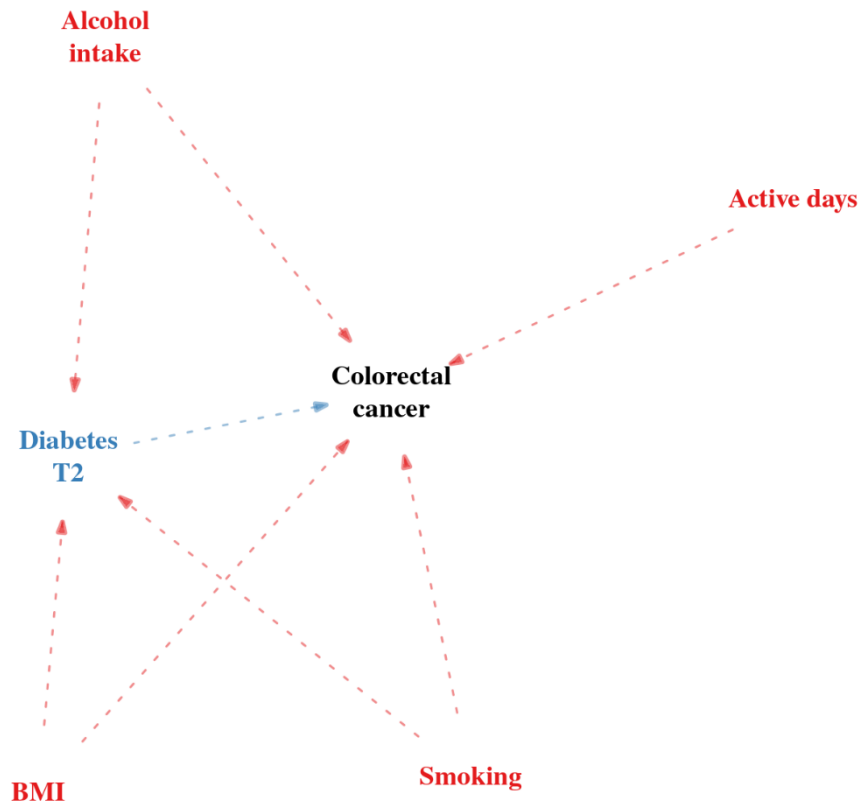 Alcohol
intake
Active days
Colorectal
cancer
Diabetes
T2
Smoking
BMI